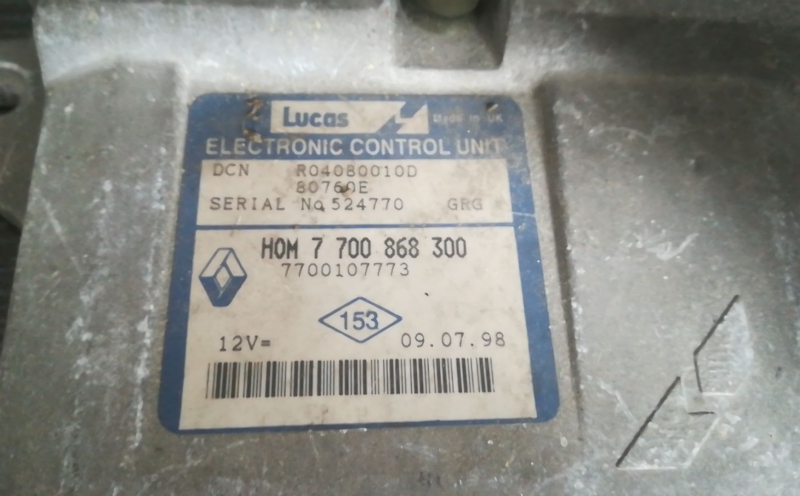 Lucas Made in UK
ELECTRONIC CONTROL UNIT
DCN R04080010D
80760E
SERIAL No 524770 GRG
HOM 7 700 868 300
7700107773
153
12V= 09.07.98